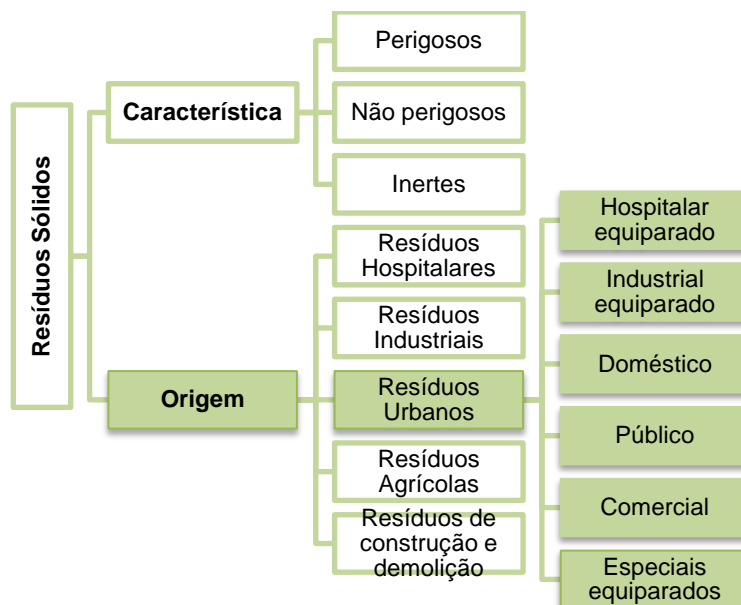 Resíduos Sólidos
Característica
Perigosos
Não perigosos
Inertes
Origem
Resíduos
Hospitalares
Resíduos
Industriais
Resíduos
Urbanos
Resíduos
Agrícolas
Resíduos de
construção e
demolição
Hospitalar
equiparado
Industrial
equiparado
Doméstico
Público
Comercial
Especiais
equiparados